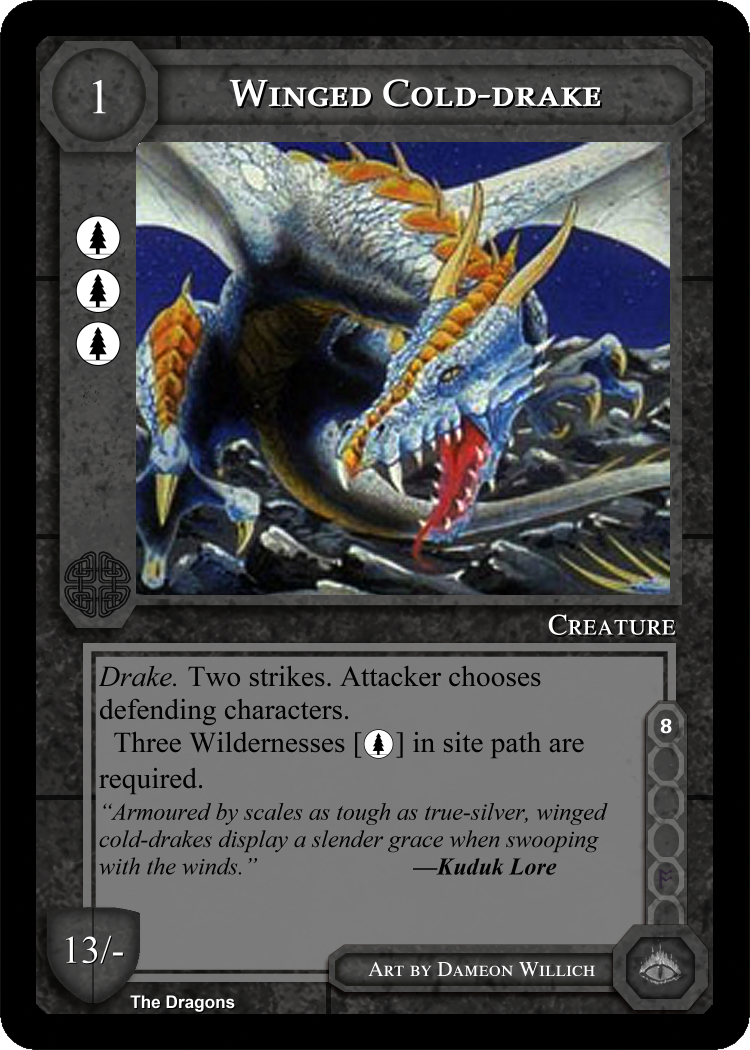 1
Winged Cold-drake
Creature
Drake. Two strikes. Attacker chooses
defending characters.
Three Wildernesses [ ] in site path are
required.
“Armoured by scales as tough as true-silver, winged
cold-drakes display a slender grace when swooping
with the winds.” —Kuduk Lore
8
13/-
Art by Dameon Willich
The Dragons